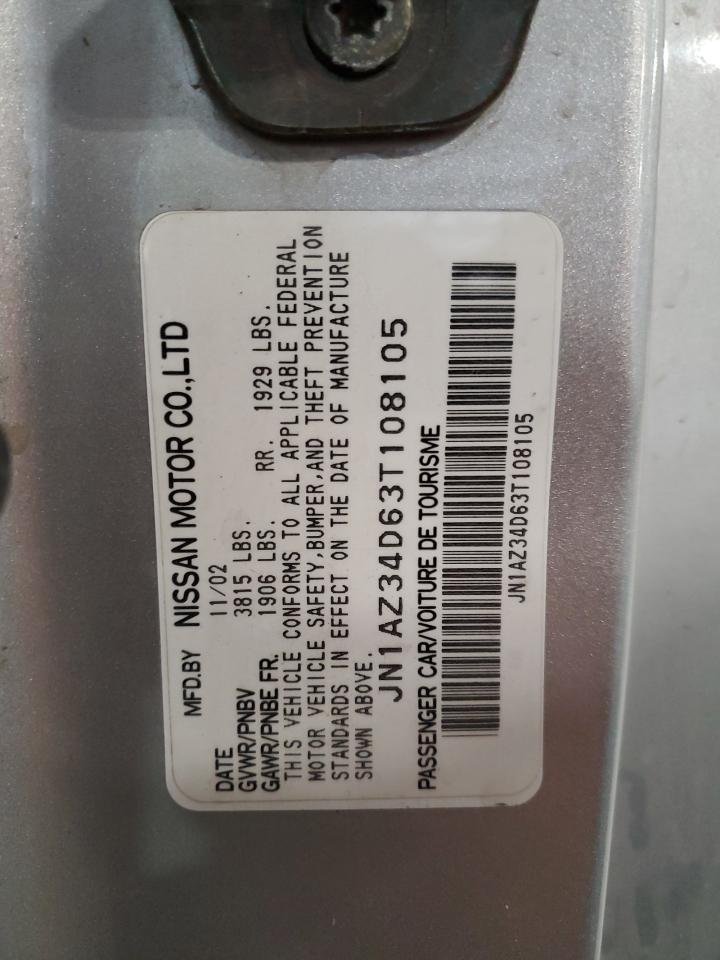 MFD.BY NISSAN MOTOR CO.,LTD
DATE 11/02
GVWR/PNBV 3815 LBS.
GAWR/PNBE FR. 1906 LBS. RR. 1929 LBS.
THIS VEHICLE CONFORMS TO ALL APPLICABLE FEDERAL
MOTOR VEHICLE SAFETY,BUMPER,AND THEFT PREVENTION
STANDARDS IN EFFECT ON THE DATE OF MANUFACTURE
SHOWN ABOVE.
JN1AZ34D63T108105
PASSENGER CAR/VOITURE DE TOURISME
JN1AZ34D63T108105